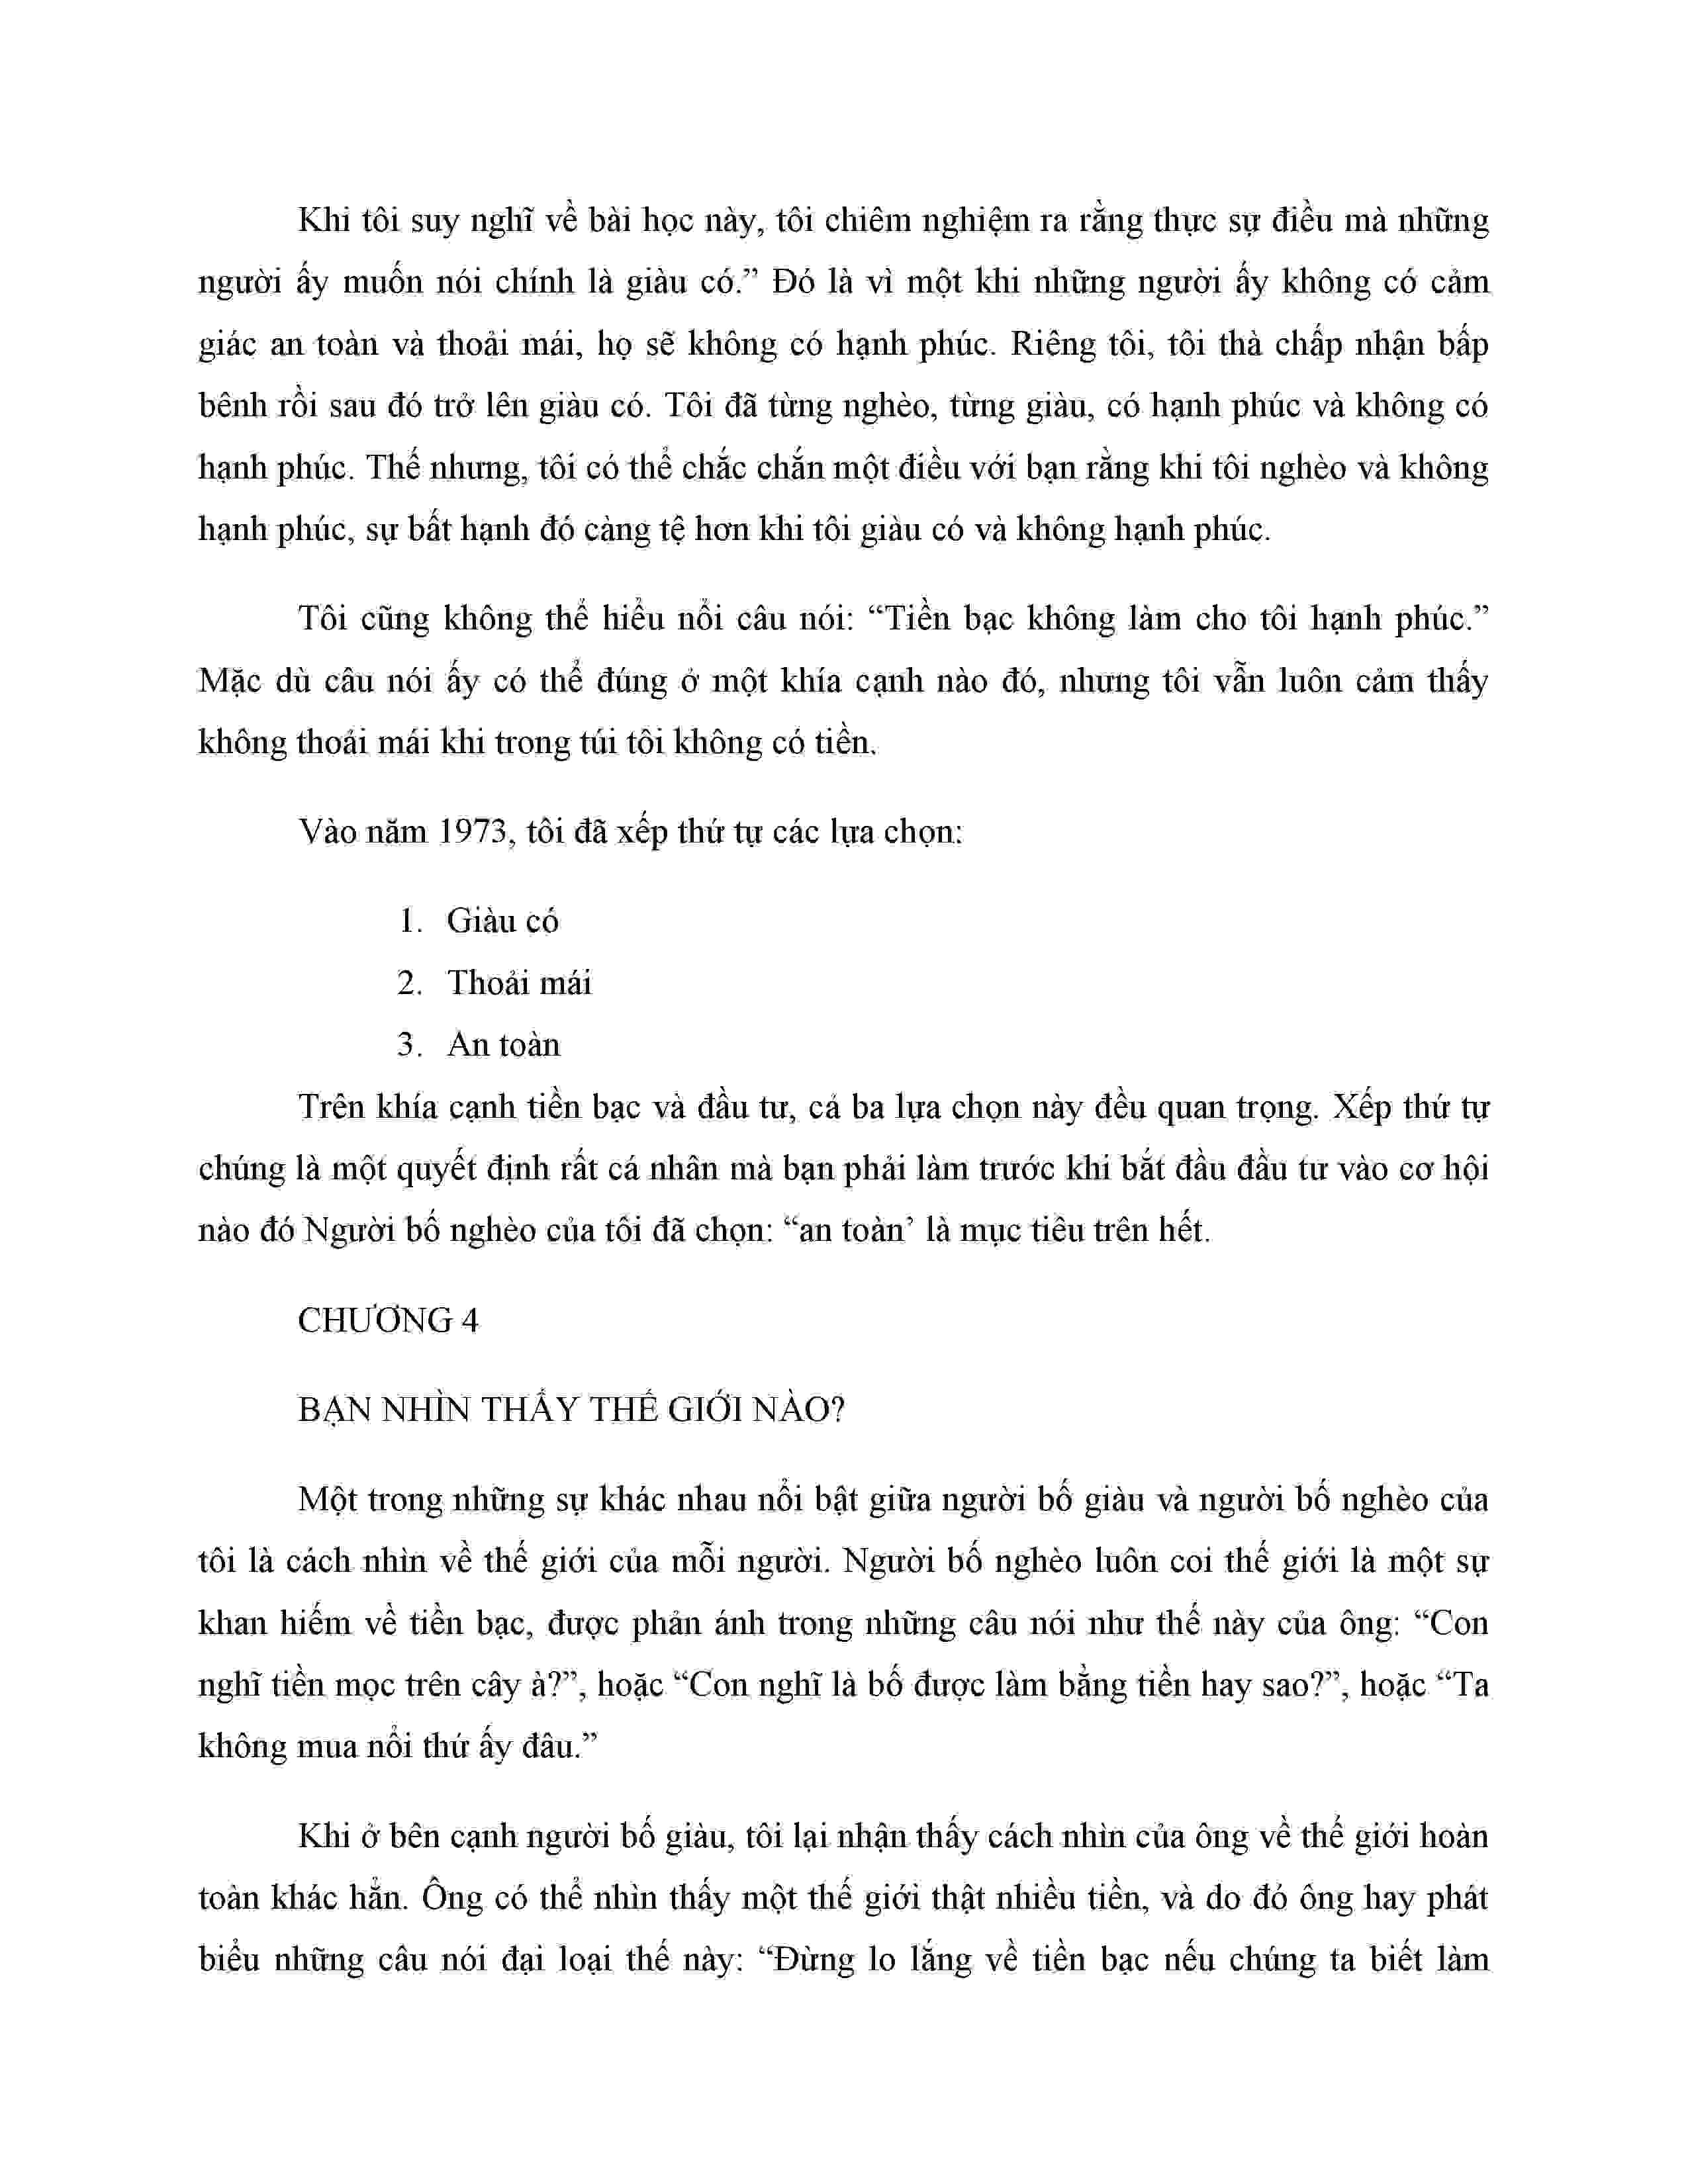 Khi tôi suy nghĩ về bài học này, tôi chiêm nghiệm ra rằng thực sự điều mà những
người ấy muốn nói chính là giàu có.” Đó là vì một khi những người ấy không có cảm
giác an toàn và thoải mái, họ sẽ không có hạnh phúc. Riêng tôi, tôi thà chấp nhận bấp
bênh rồi sau đó trở lên giàu có. Tôi đã từng nghèo, từng giàu, có hạnh phúc và không có
hạnh phúc. Thế nhưng, tôi có thể chắc chắn một điều với bạn rằng khi tôi nghèo và không
hạnh phúc, sự bất hạnh đó càng tệ hơn khi tôi giàu có và không hạnh phúc.
Tôi cũng không thể hiểu nổi câu nói: “Tiền bạc không làm cho tôi hạnh phúc.”
Mặc dù câu nói ấy có thể đúng ở một khía cạnh nào đó, nhưng tôi vẫn luôn cảm thấy
không thoải mái khi trong túi tôi không có tiền.
Vào năm 1973, tôi đã xếp thứ tự các lựa chọn:
1. Giàu có
2. Thoải mái
3. An toàn
Trên khía cạnh tiền bạc và đầu tư, cả ba lựa chọn này đều quan trọng. Xếp thứ tự
chúng là một quyết định rất cá nhân mà bạn phải làm trước khi bắt đầu đầu tư vào cơ hội
nào đó Người bố nghèo của tôi đã chọn: “an toàn’ là mục tiêu trên hết.
CHƯƠNG 4
BẠN NHÌN THẤY THẾ GIỚI NÀO?
Một trong những sự khác nhau nổi bật giữa người bố giàu và người bố nghèo của
tôi là cách nhìn về thế giới của mỗi người. Người bố nghèo luôn coi thế giới là một sự
khan hiếm về tiền bạc, được phản ánh trong những câu nói như thế này của ông: “Con
nghĩ tiền mọc trên cây à?”, hoặc “Con nghĩ là bố được làm bằng tiền hay sao?”, hoặc “Ta
không mua nổi thứ ấy đâu.”
Khi ở bên cạnh người bố giàu, tôi lại nhận thấy cách nhìn của ông về thế giới hoàn
toàn khác hẳn. Ông có thể nhìn thấy một thế giới thật nhiều tiền, và do đó ông hay phát
biểu những câu nói đại loại thế này: “Đừng lo lắng về tiền bạc nếu chúng ta biết làm